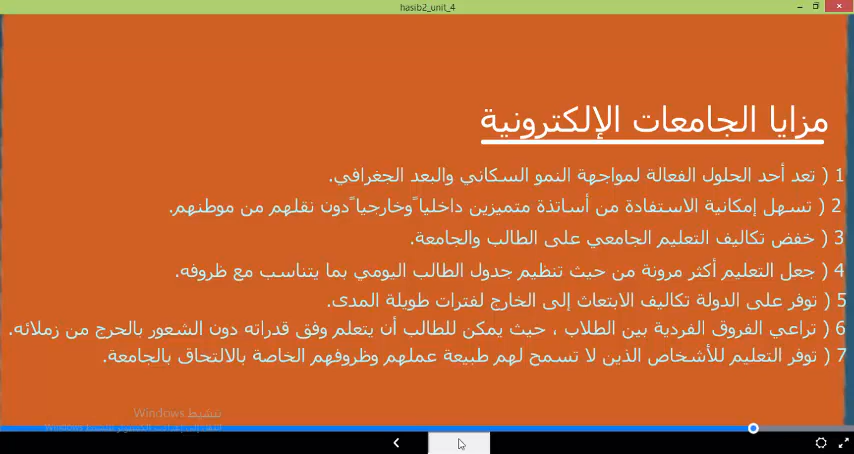 hasib2_unit_4
مزايا الجامعات الإلكترونية
1 ( تعد أحد الحلول الفعالة لمواجهة النمو السكاني والبعد الجغرافي.
2 ( تسهل إمكانية الاستفادة من أساتذة متميزين داخلياً وخارجياً دون نقلهم من موطنهم.
3 ( خفض تكاليف التعليم الجامعي على الطالب والجامعة.
4 ( جعل التعليم أكثر مرونة من حيث تنظيم جدول الطالب اليومي بما يتناسب مع ظروفه.
5 ( توفر على الدولة تكاليف الابتعاث إلى الخارج لفترات طويلة المدى.
6 ( تراعي الفروق الفردية بين الطلاب ، حيث يمكن للطالب أن يتعلم وفق قدراته دون الشعور بالحرج من زملائه.
7 ( توفر التعليم للأشخاص الذين لا تسمح لهم طبيعة عملهم وظروفهم الخاصة بالالتحاق بالجامعة.
تنشيط Windows